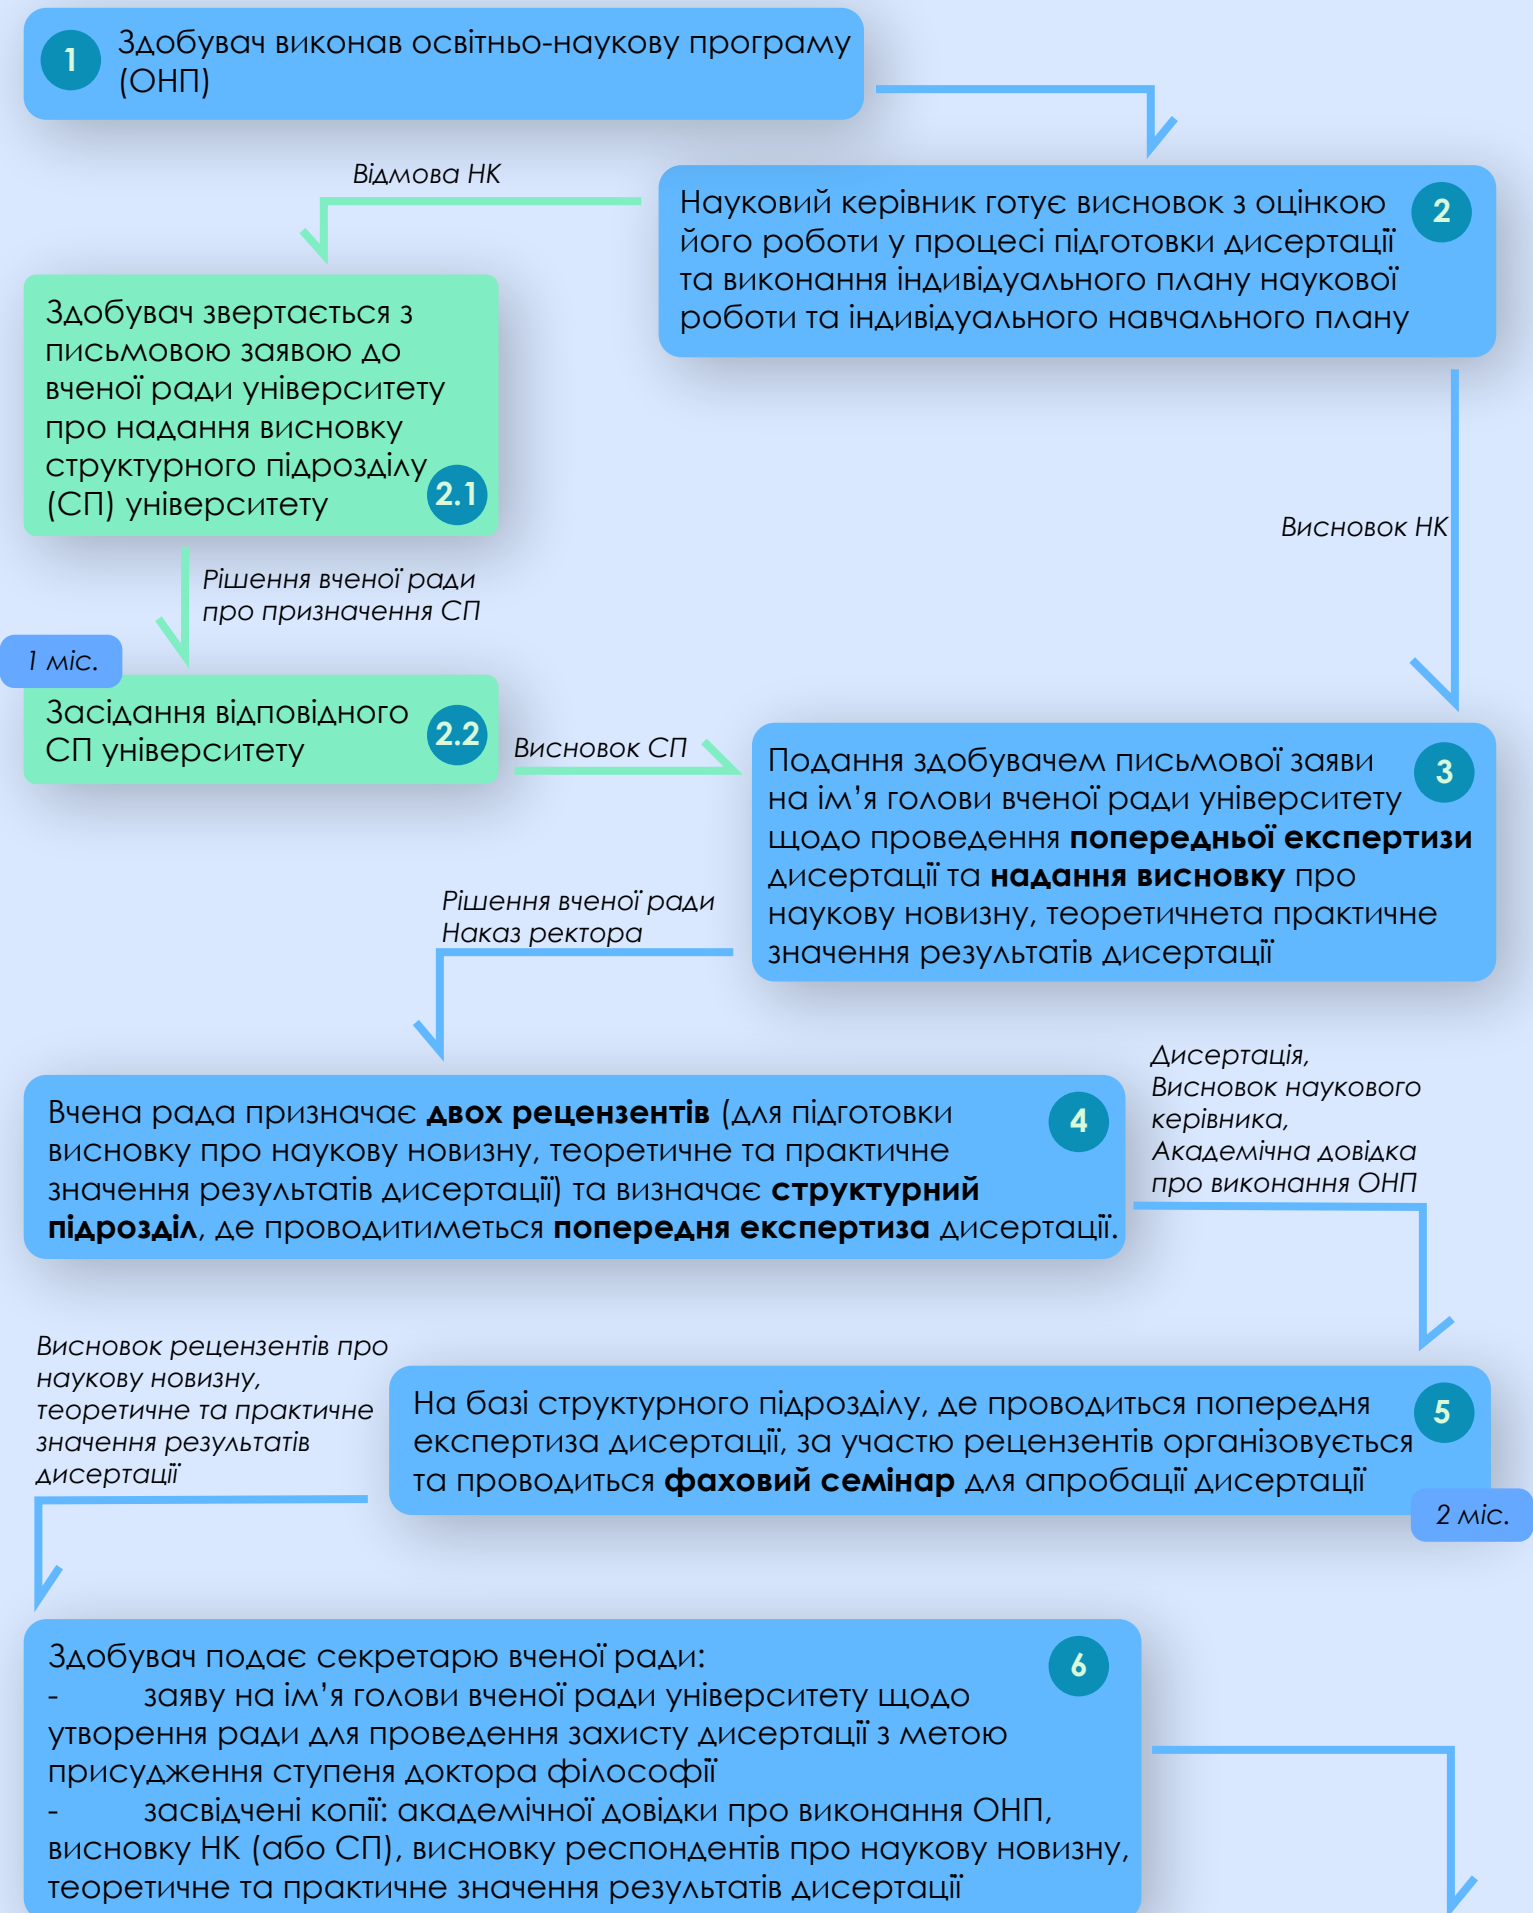 1
Здобувач виконав освітньо-наукову програму
(ОНП)
Відмова НК
Науковий керівник готує висновок з оцінкою
його роботи у процесі підготовки дисертації
та виконання індивідуального плану наукової
роботи та індивідуального навчального плану
2
Здобувач звертається з
письмовою заявою до
вченої ради університету
про надання висновку
структурного підрозділу
(СП) університету
2.1
Висновок НК
Рішення вченої ради
про призначення СП
1 міс.
Засідання відповідного
СП університету
2.2
Висновок СП
Подання здобувачем письмової заяви
на ім’я голови вченої ради університету
щодо проведення попередньої експертизи
дисертації та надання висновку про
наукову новизну, теоретичнета практичне
значення результатів дисертації
3
Рішення вченої ради
Наказ ректора
Вчена рада призначає двох рецензентів (для підготовки
висновку про наукову новизну, теоретичне та практичне
значення результатів дисертації) та визначає структурний
підрозділ, де проводитиметься попередня експертиза дисертації.
4
Дисертація,
Висновок наукового
керівника,
Академічна довідка
про виконання ОНП
Висновок рецензентів про
наукову новизну,
теоретичне та практичне
значення результатів
дисертації
На базі структурного підрозділу, де проводиться попередня
експертиза дисертації, за участю рецензентів організовується
та проводиться фаховий семінар для апробації дисертації
5
2 міс.
Здобувач подає секретарю вченої ради:
- заяву на ім’я голови вченої ради університету щодо
утворення ради для проведення захисту дисертації з метою
присудження ступеня доктора філософії
- засвідчені копії: академічної довідки про виконання ОНП,
висновку НК (або СП), висновку респондентів про наукову новизну,
теоретичне та практичне значення результатів дисертації
6